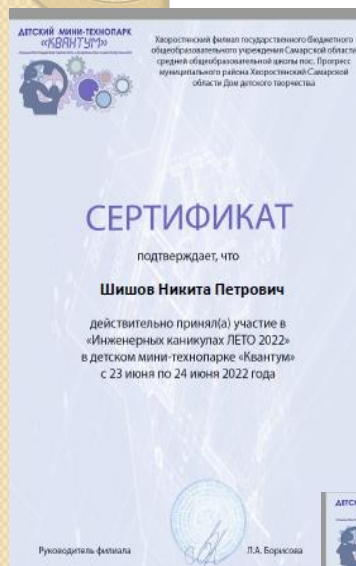 ДЕТСКИЙ МИНИ-ТЕХНОПАРК
«КВАНТУМ»
Хворостянский филиал государственного бюджетного
общеобразовательного учреждения Самарской области
средней общеобразовательной школы пос. Прогресс
муниципального района Хворостянский Самарской
области Дом детского творчества
СЕРТИФИКАТ
подтверждает, что
Шишов Никита Петрович
действительно принял(а) участие в
«Инженерных каникулах ЛЕТО 2022»
в детском мини-технопарке «Квантум»
с 23 июня по 24 июня 2022 года
Руководитель филиала
Л.А. Борисова